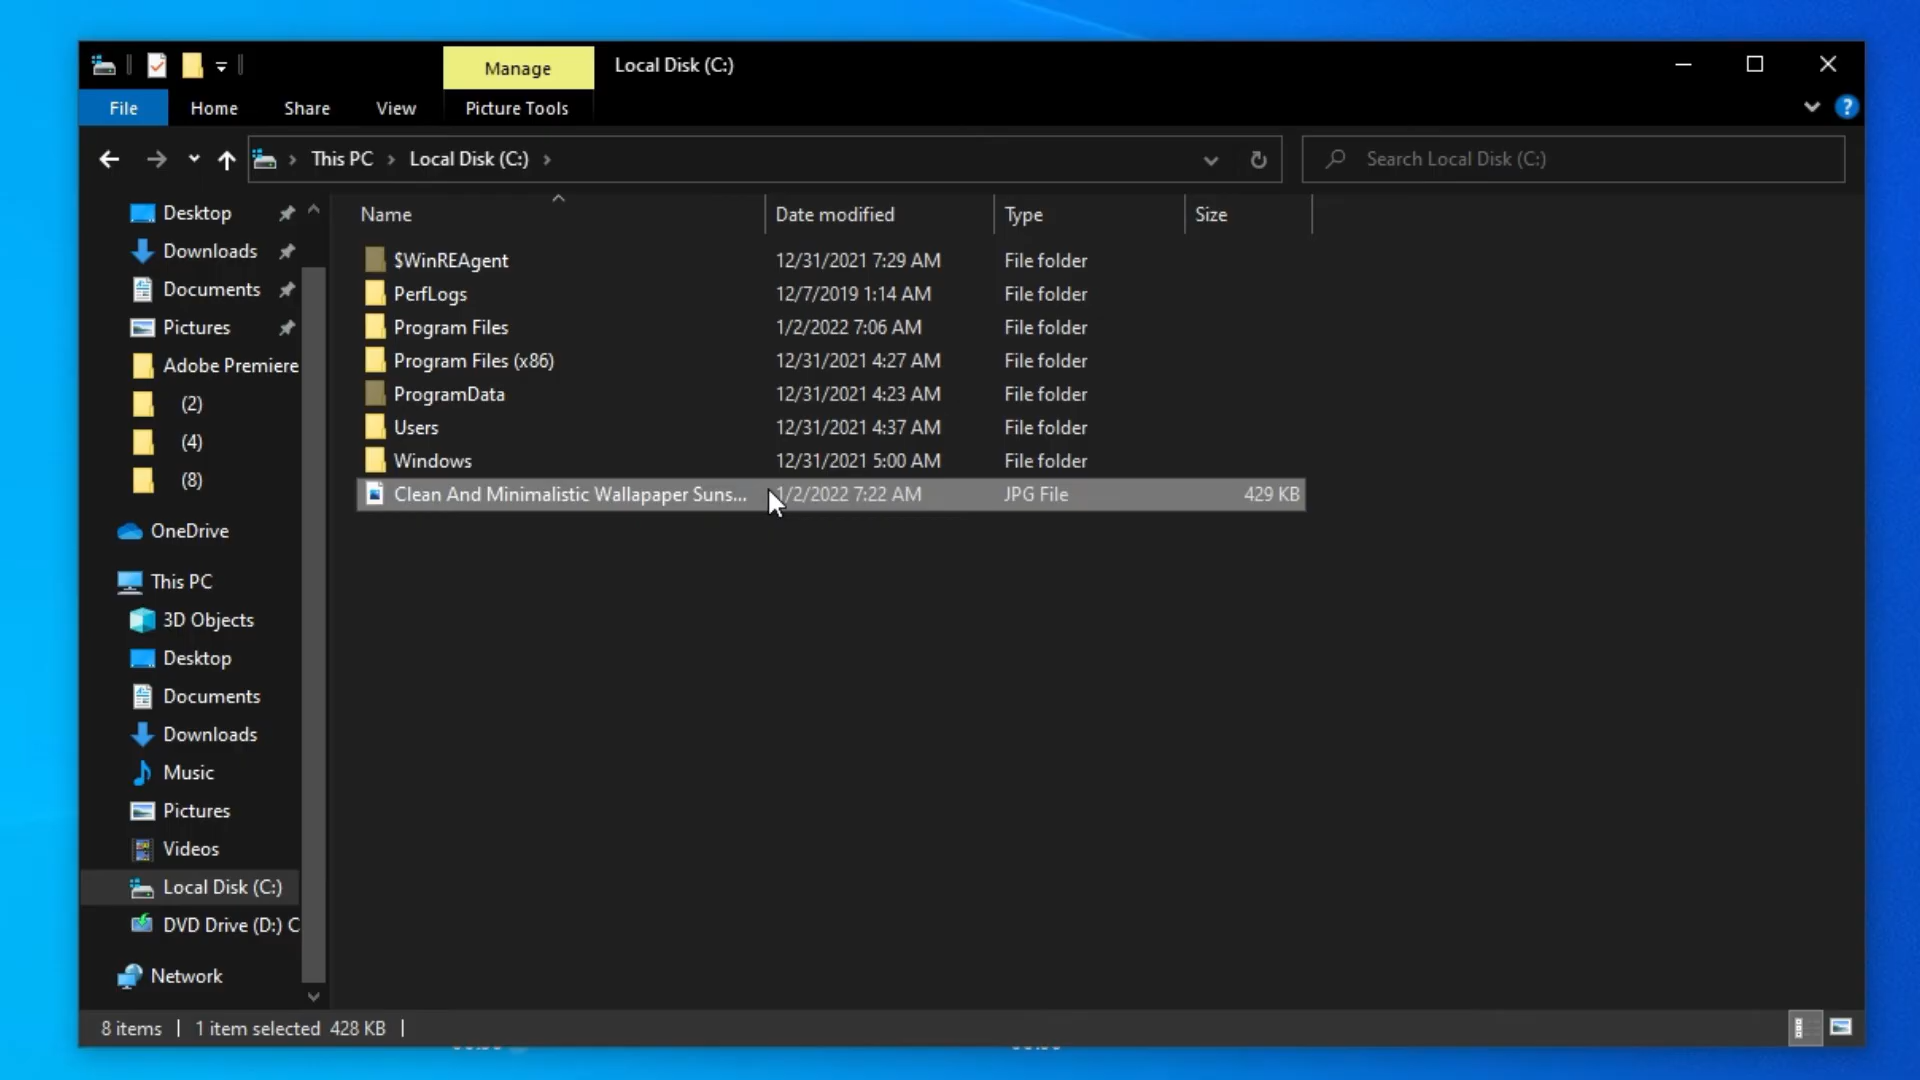 Manage
Local Disk (C:)
File
Home
Share
View
Picture Tools
?
This PC
Local Disk (C:)
Search Local Disk (C:)
Name
Date modified
Type
Size
$WinREAgent 12/31/2021 7:29 AM File folder
PerfLogs 12/7/2019 1:14 AM File folder
Program Files 1/2/2022 7:06 AM File folder
Program Files (x86) 12/31/2021 4:27 AM File folder
ProgramData 12/31/2021 4:23 AM File folder
Users 12/31/2021 4:37 AM File folder
Windows 12/31/2021 5:00 AM File folder
Clean And Minimalistic Wallapaper Suns... 1/2/2022 7:22 AM JPG File 429 KB
Desktop
Downloads
Documents
Pictures
Adobe Premiere
(2)
(4)
(8)
OneDrive
This PC
3D Objects
Desktop
Documents
Downloads
Music
Pictures
Videos
Local Disk (C:)
DVD Drive (D:) C
Network
8 items
1 item selected 428 KB